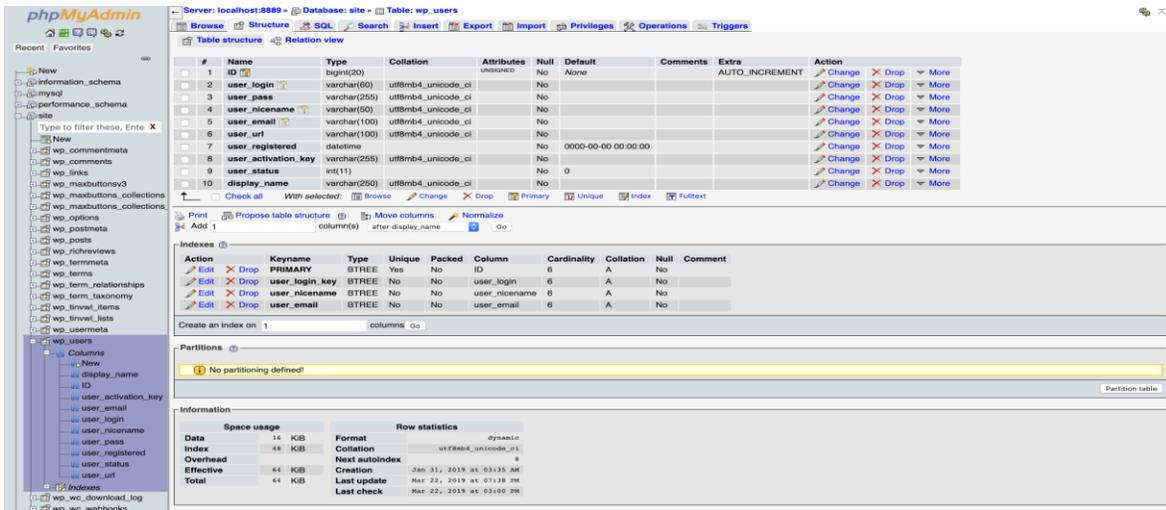 phpMyAdmin
Recent Favorites
New
information_schema
mysql
performance_schema
site
Type to filter these, Ente X
New
wp_commentmeta
wp_comments
wp_links
wp_maxbuttonsv3
wp_maxbuttons_collections
wp_maxbuttons_collections_
wp_options
wp_postmeta
wp_posts
wp_richreviews
wp_termmeta
wp_terms
wp_term_relationships
wp_term_taxonomy
wp_tinvwl_items
wp_tinvwl_lists
wp_usermeta
wp_users
Columns
New
display_name
ID
user_activation_key
user_email
user_login
user_nicename
user_pass
user_registered
user_status
user_url
Indexes
wp_wc_download_log
wp_wc_webhooks
Server: localhost:8889 » Database: site » Table: wp_users
Browse Structure SQL Search Insert Export Import Privileges Operations Triggers
Table structure Relation view
# Name Type Collation Attributes Null Default Comments Extra Action
1 ID bigint(20) UNSIGNED No None AUTO_INCREMENT Change Drop More
2 user_login varchar(60) utf8mb4_unicode_ci No Change Drop More
3 user_pass varchar(255) utf8mb4_unicode_ci No Change Drop More
4 user_nicename varchar(50) utf8mb4_unicode_ci No Change Drop More
5 user_email varchar(100) utf8mb4_unicode_ci No Change Drop More
6 user_url varchar(100) utf8mb4_unicode_ci No Change Drop More
7 user_registered datetime No 0000-00-00 00:00:00 Change Drop More
8 user_activation_key varchar(255) utf8mb4_unicode_ci No Change Drop More
9 user_status int(11) No 0 Change Drop More
10 display_name varchar(250) utf8mb4_unicode_ci No Change Drop More
Check all With selected: Browse Change Drop Primary Unique Index Fulltext
Print Propose table structure Move columns Normalize
Add 1 column(s) after display_name Go
Indexes
Action Keyname Type Unique Packed Column Cardinality Collation Null Comment
Edit Drop PRIMARY BTREE Yes No ID 6 A No
Edit Drop user_login_key BTREE No No user_login 6 A No
Edit Drop user_nicename BTREE No No user_nicename 6 A No
Edit Drop user_email BTREE No No user_email 6 A No
Create an index on 1 columns Go
Partitions
No partitioning defined!
Partition table
Information
Space usage
Data 16 KiB
Index 48 KiB
Overhead
Effective 64 KiB
Total 64 KiB
Row statistics
Format dynamic
Collation utf8mb4_unicode_ci
Next autoindex 8
Creation Jan 31, 2019 at 03:35 AM
Last update Mar 22, 2019 at 07:38 PM
Last check Mar 22, 2019 at 03:00 PM